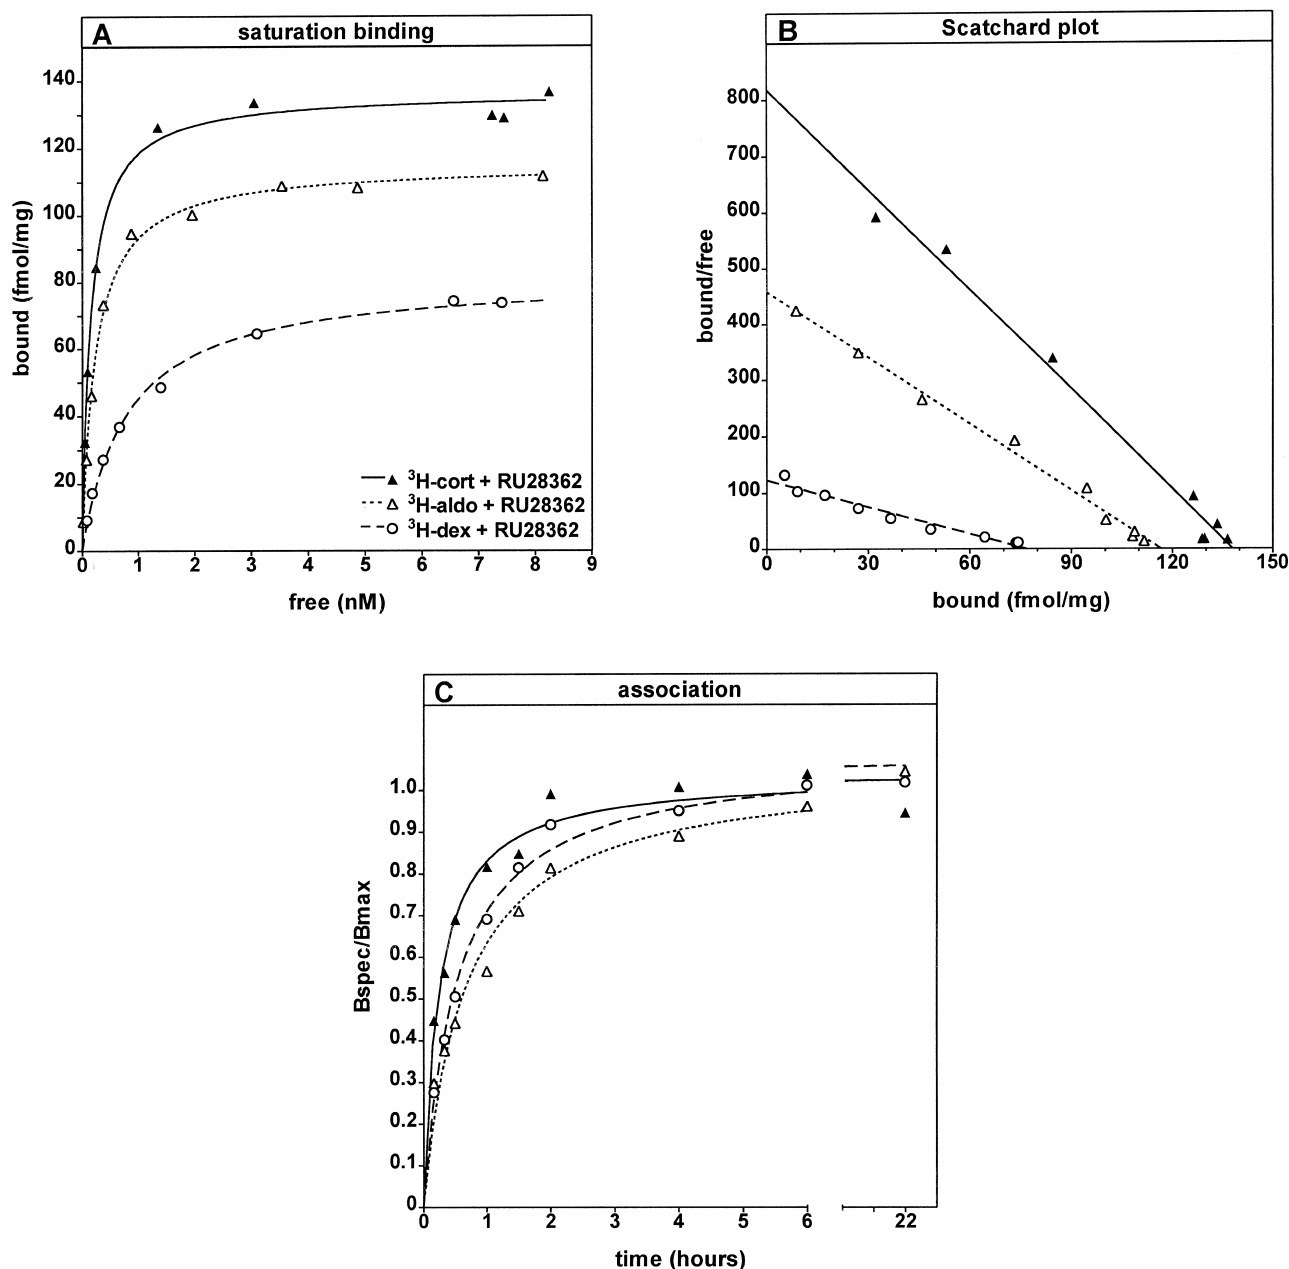 A saturation binding
140
120
100
80
60
40
20
0
bound (fmol/mg)
³H-cort + RU28362
³H-aldo + RU28362
³H-dex + RU28362
0 1 2 3 4 5 6 7 8 9
free (nM)
B Scatchard plot
800
700
600
500
400
300
200
100
0
bound/free
0 30 60 90 120 150
bound (fmol/mg)
C association
1.0
0.9
0.8
0.7
0.6
0.5
0.4
0.3
0.2
0.1
0
Bspec/Bmax
0 1 2 3 4 5 6 22
time (hours)